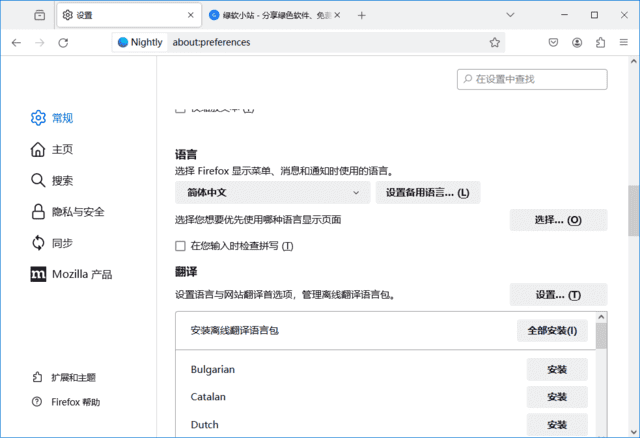 设置
绿软小站 - 分享绿色软件、免
Nightly
about:preferences
在设置中查找
常规
主页
搜索
隐私与安全
同步
Mozilla 产品
扩展和主题
Firefox 帮助
语言
选择 Firefox 显示菜单、消息和通知时使用的语言。
简体中文
设置备用语言... (L)
选择您想要优先使用哪种语言显示页面
选择... (O)
在您输入时检查拼写 (T)
翻译
设置语言与网站翻译首选项，管理离线翻译语言包。
设置... (T)
安装离线翻译语言包
全部安装(I)
Bulgarian
安装
Catalan
安装
Dutch
安装